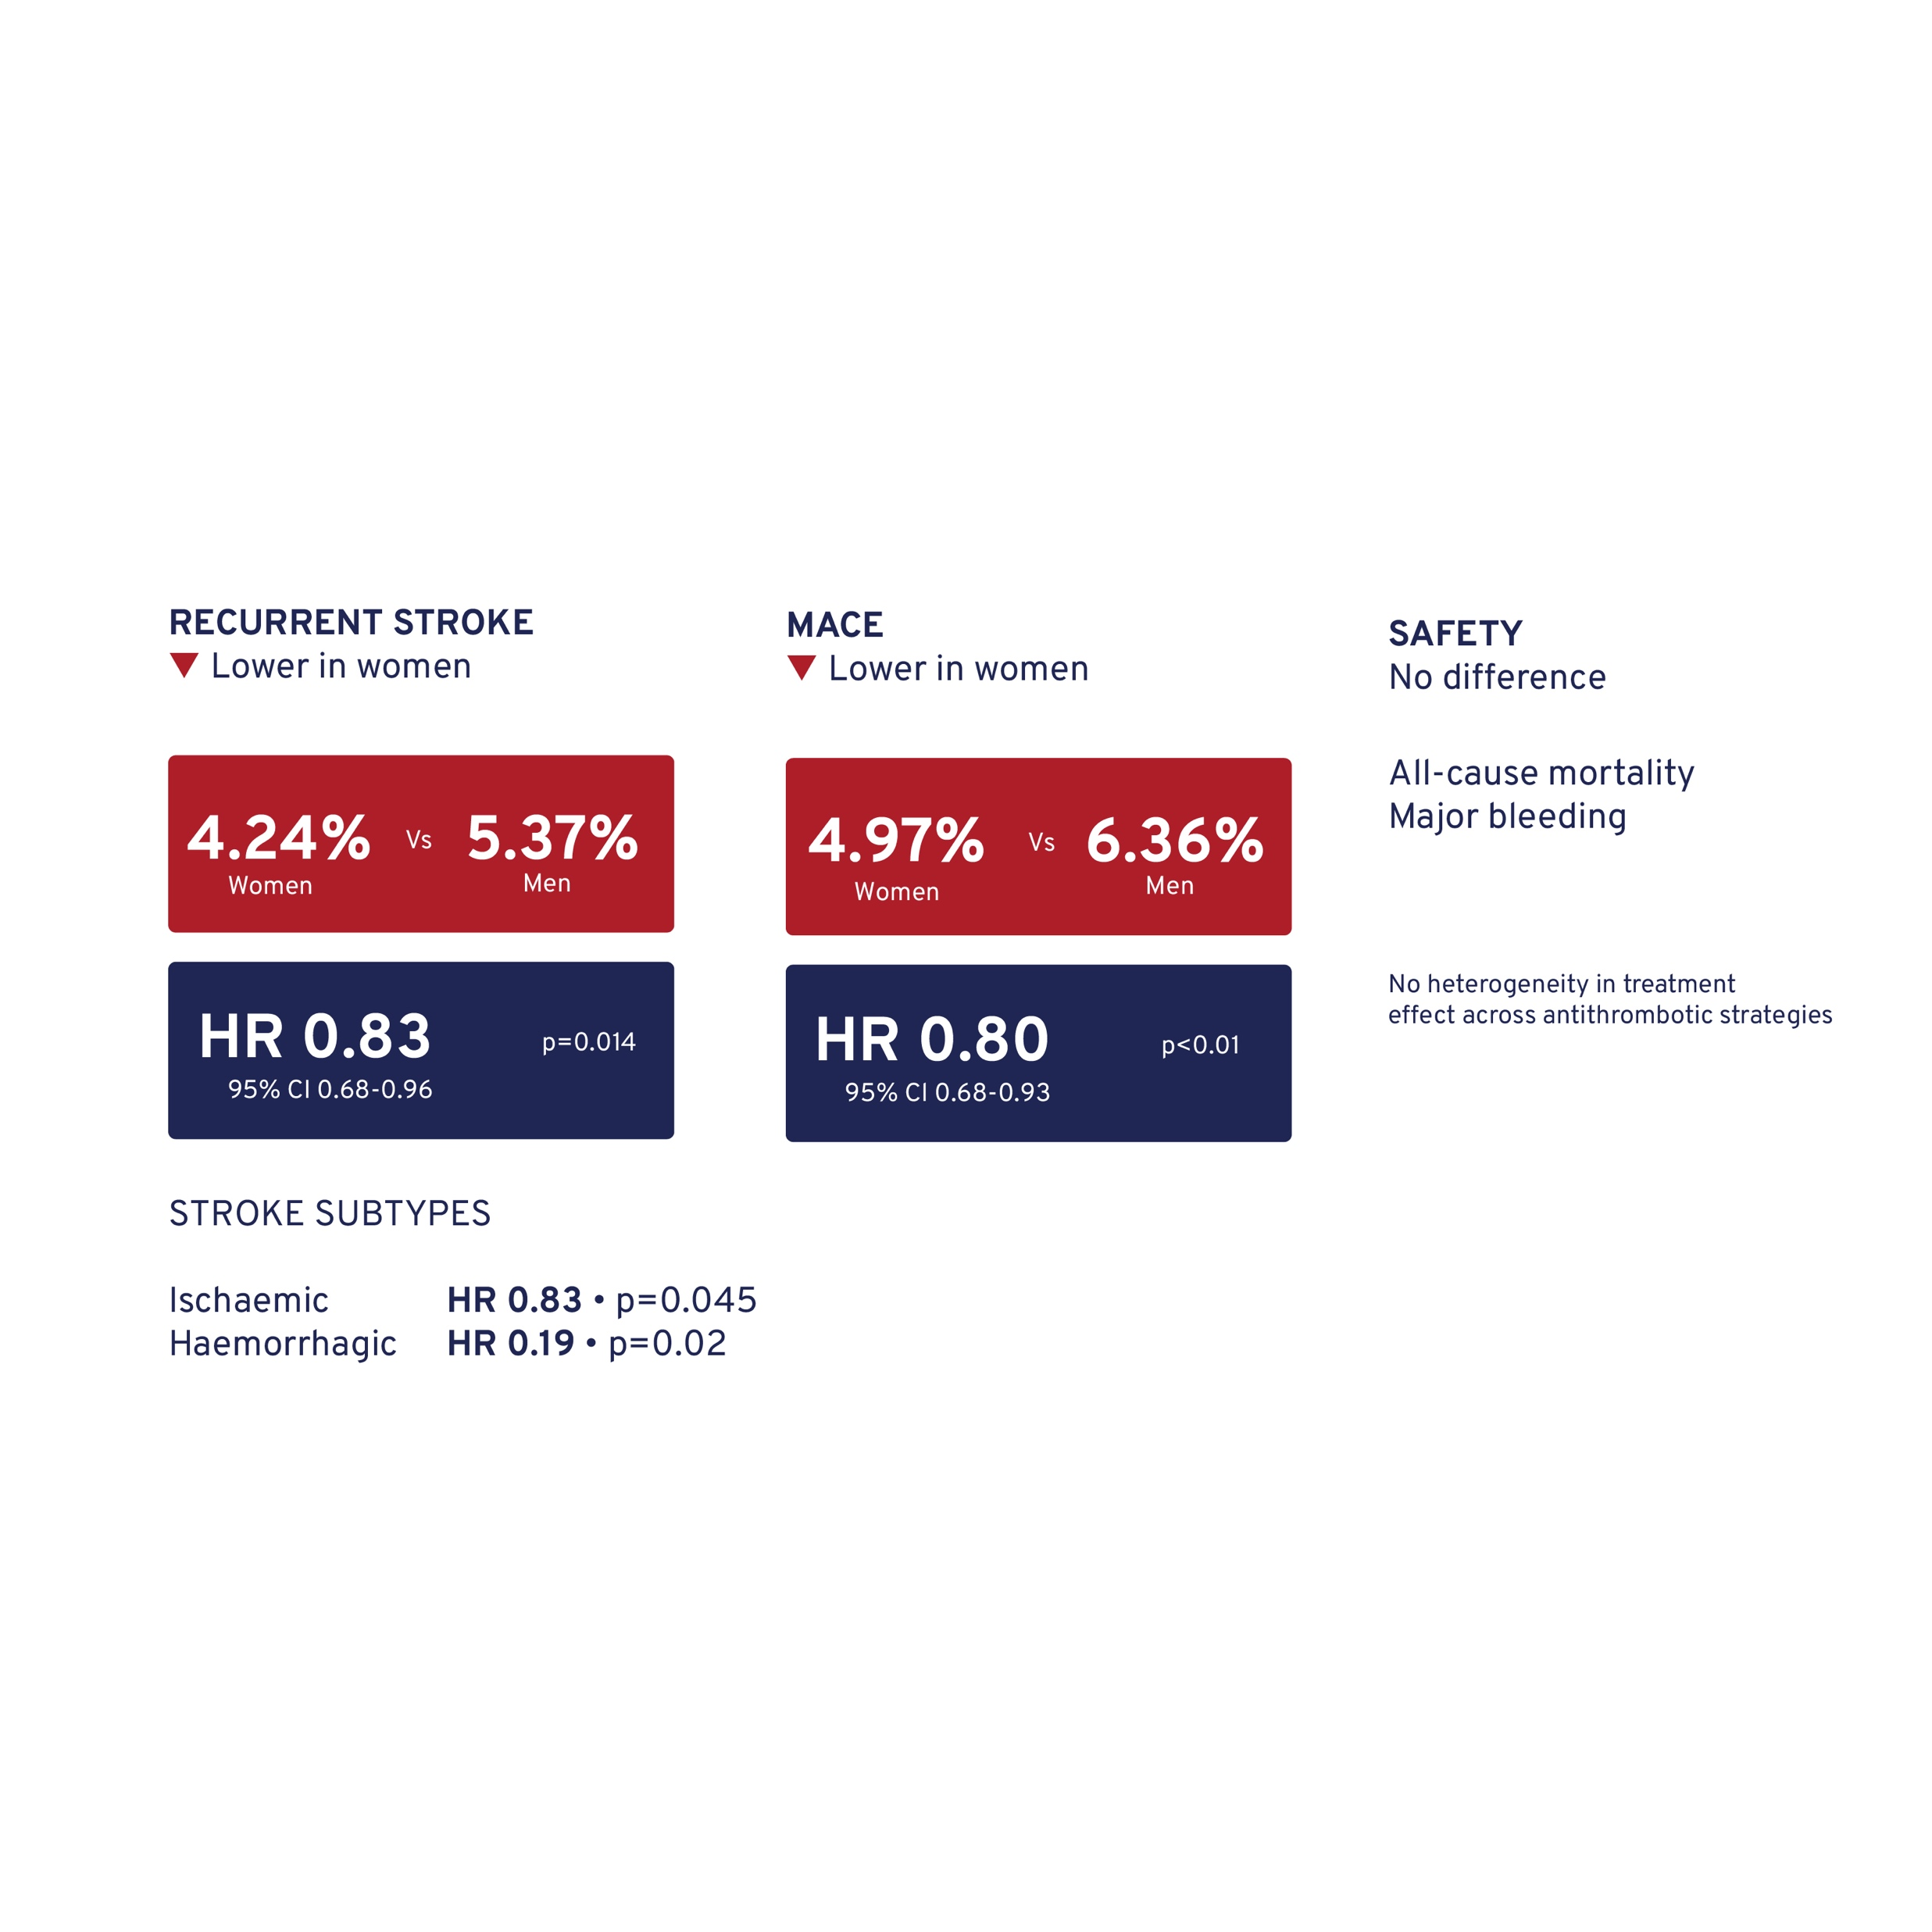 RECURRENT STROKE
Lower in women
4.24% Vs 5.37%
Women Men
HR 0.83 p=0.014
95% CI 0.68-0.96
STROKE SUBTYPES
Ischaemic HR 0.83 • p=0.045
Haemorrhagic HR 0.19 • p=0.02
MACE
Lower in women
4.97% Vs 6.36%
Women Men
HR 0.80 p<0.01
95% CI 0.68-0.93
SAFETY
No difference
All-cause mortality
Major bleeding
No heterogeneity in treatment
effect across antithrombotic strategies